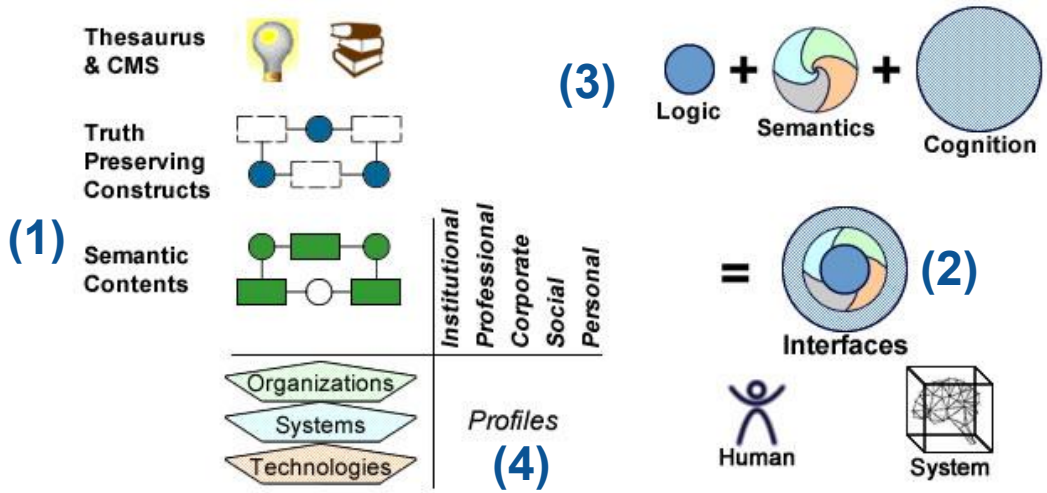 Thesaurus
& CMS
Truth
Preserving
Constructs
(1)
Semantic
Contents
Institutional
Professional
Corporate
Social
Personal
Organizations
Systems
Technologies
Profiles
(4)
(3)
Logic
+
Semantics
+
Cognition
=
(2)
Interfaces
Human
System